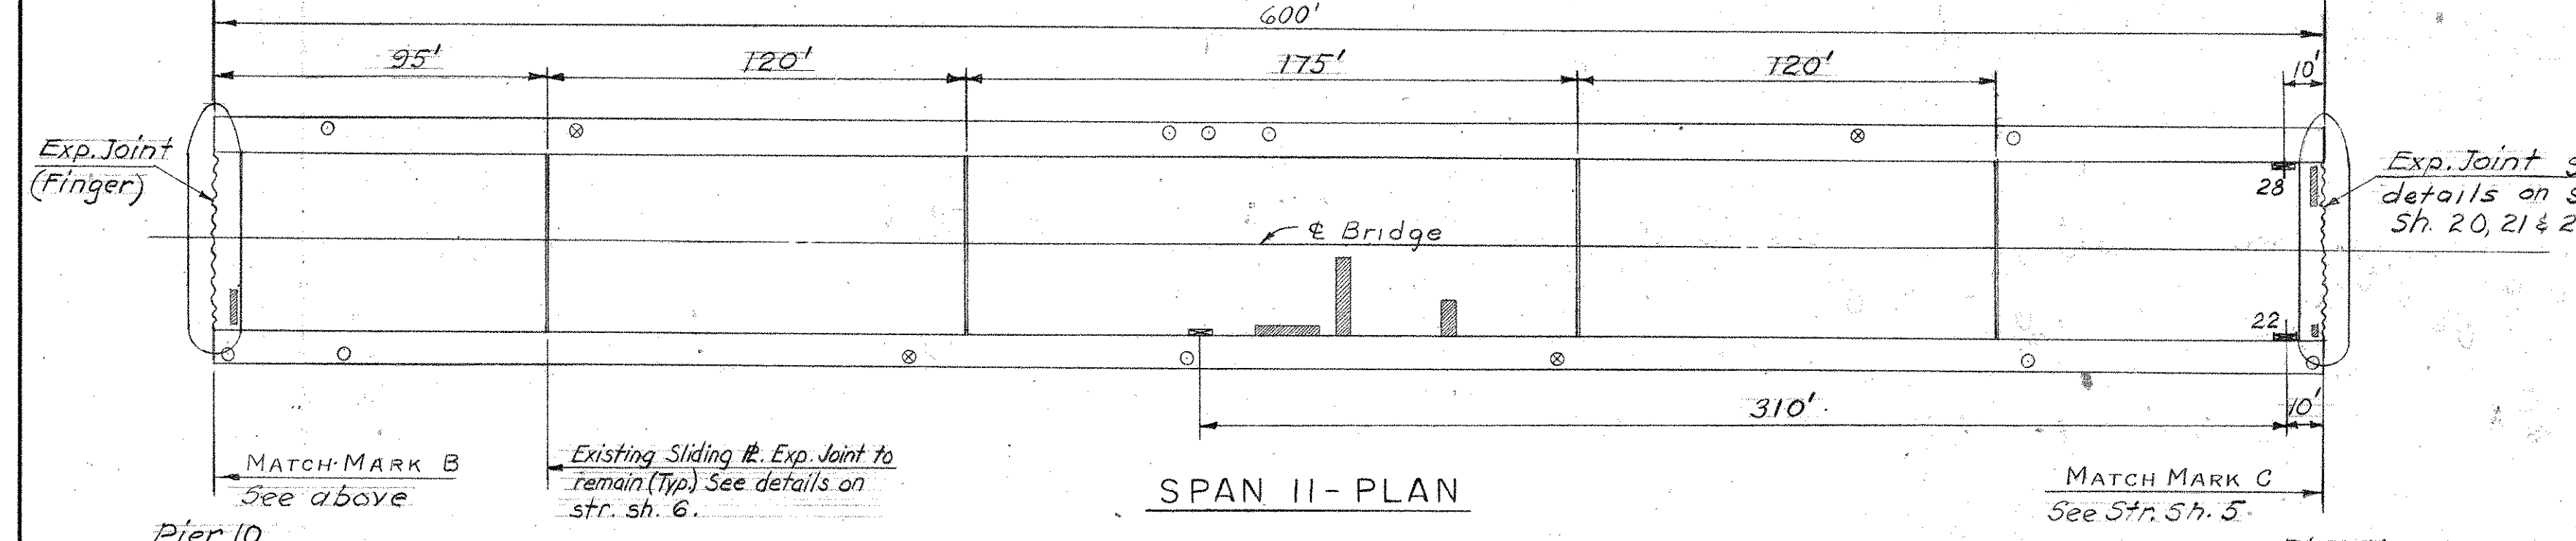 600'
95' 120' 175' 120' 10'
Exp. Joint
(Finger)
28
Exp. Joint
details on
Sh. 20, 21 &
℄ Bridge
22
310' 10'
MATCH-MARK B
See above
Existing Sliding ⅊. Exp. Joint to
remain (Typ.) See details on
str. sh. 6.
SPAN 11-PLAN
MATCH MARK C
See Str. Sh. 5.
Pier 10